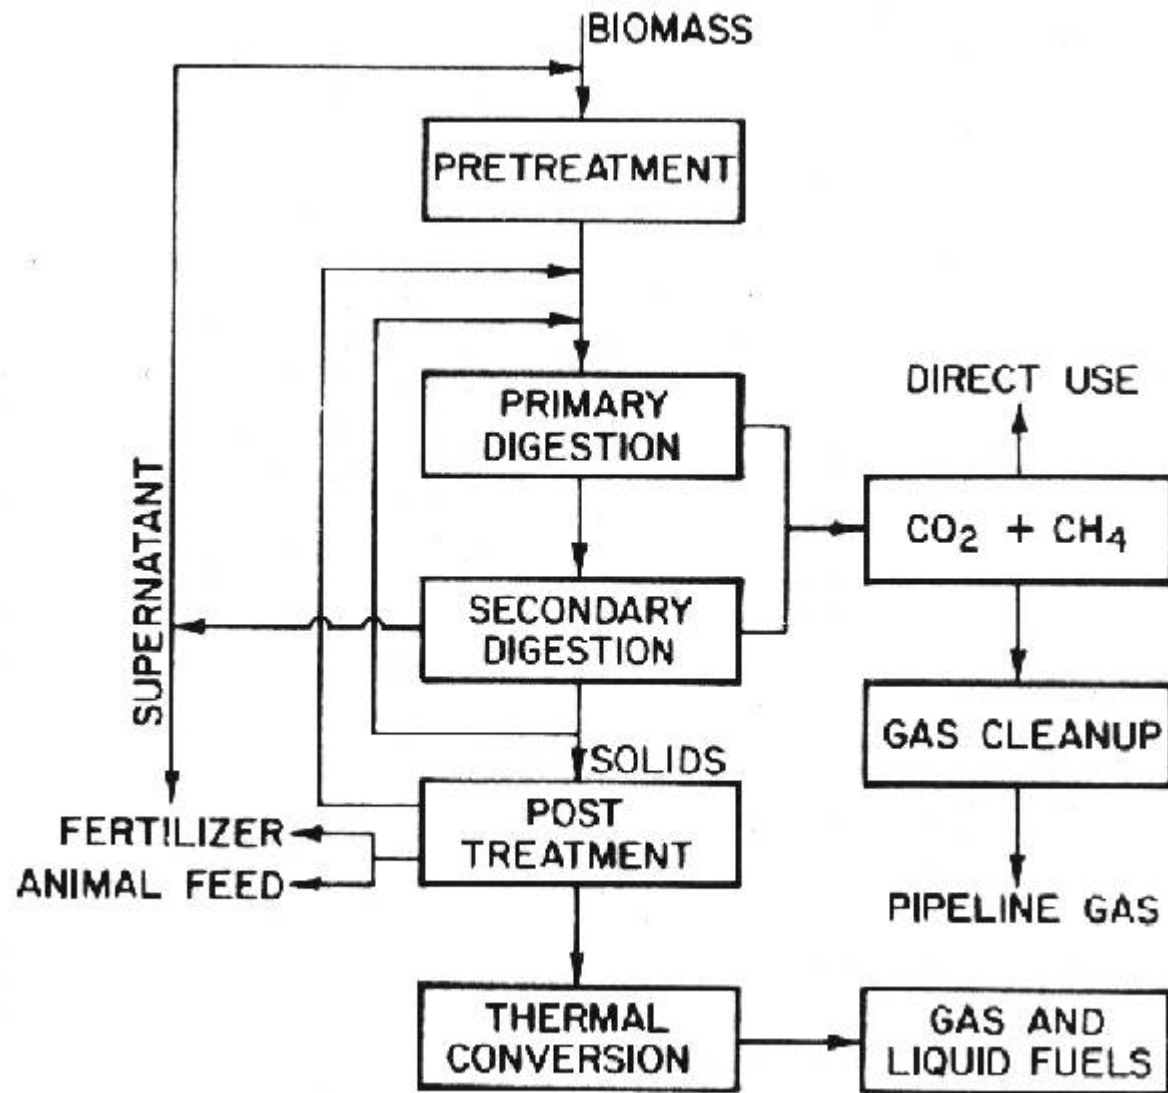 BIOMASS
PRETREATMENT
PRIMARY
DIGESTION
DIRECT USE
CO₂ + CH₄
SUPERNATANT
SECONDARY
DIGESTION
GAS CLEANUP
SOLIDS
POST
TREATMENT
FERTILIZER
ANIMAL FEED
PIPELINE GAS
THERMAL
CONVERSION
GAS AND
LIQUID FUELS